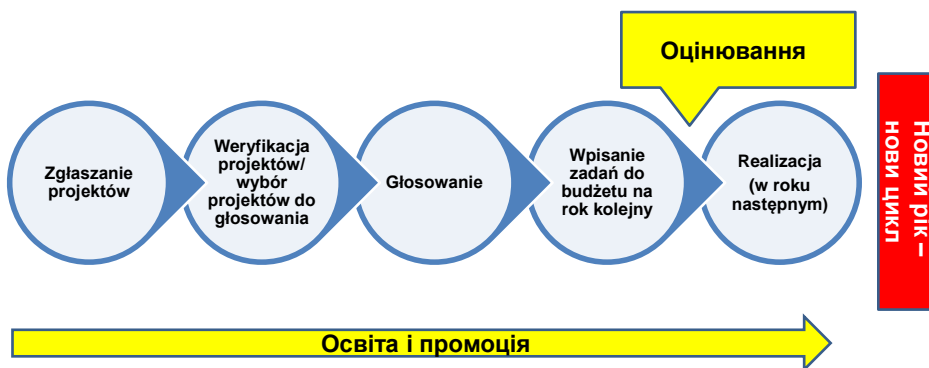 Оцінювання
Zgłaszanie
projektów
Weryfikacja
projektów/
wybór
projektów do
głosowania
Głosowanie
Wpisanie
zadań do
budżetu na
rok kolejny
Realizacja
(w roku
następnym)
Новий рік –
нови цикл
Освіта і промоція